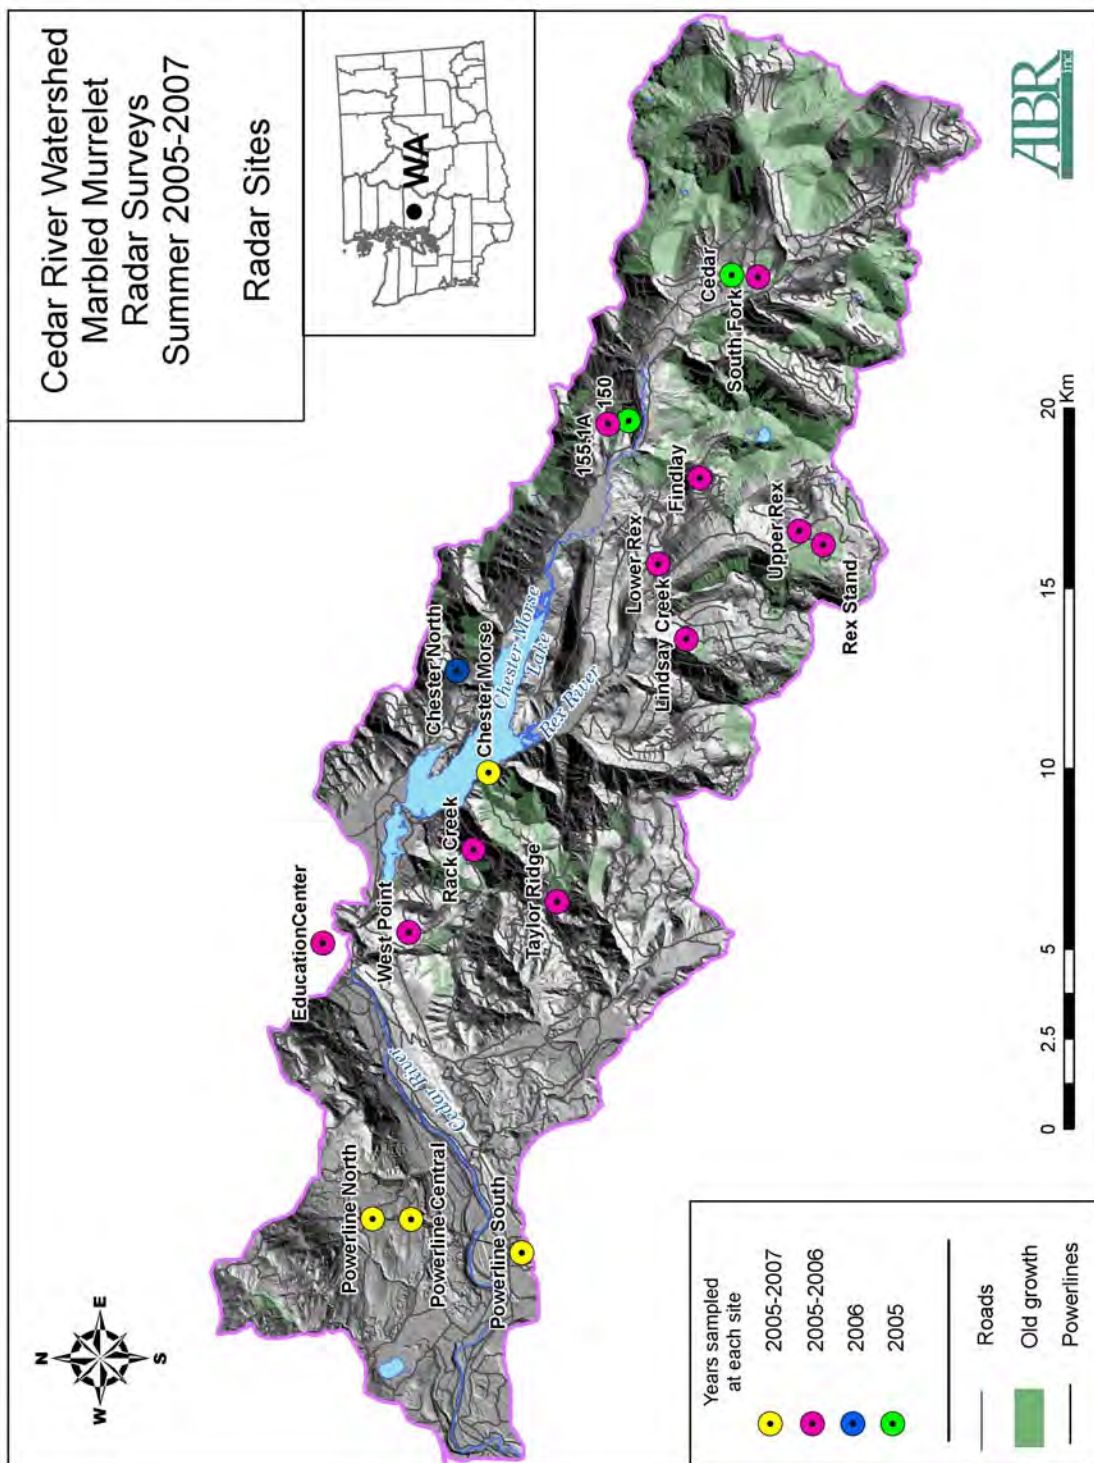 Cedar River Watershed
Marbled Murrelet
Radar Surveys
Summer 2005-2007
Radar Sites
WA
N
W
E
S
Powerline North
Powerline Central
Powerline South
Cedar River
EducationCenter
West Point
Rack Creek
Taylor Ridge
Chester North
Chester Morse
Chester Morse
Lake
Rex River
155.1A
150
Lower Rex
Lindsay Creek
Findlay
Upper Rex
Rex Stand
Cedar
South Fork
Years sampled
at each site
2005-2007
2005-2006
2006
2005
Roads
Old growth
Powerlines
0
2.5
5
10
15
20
Km
ABR
inc